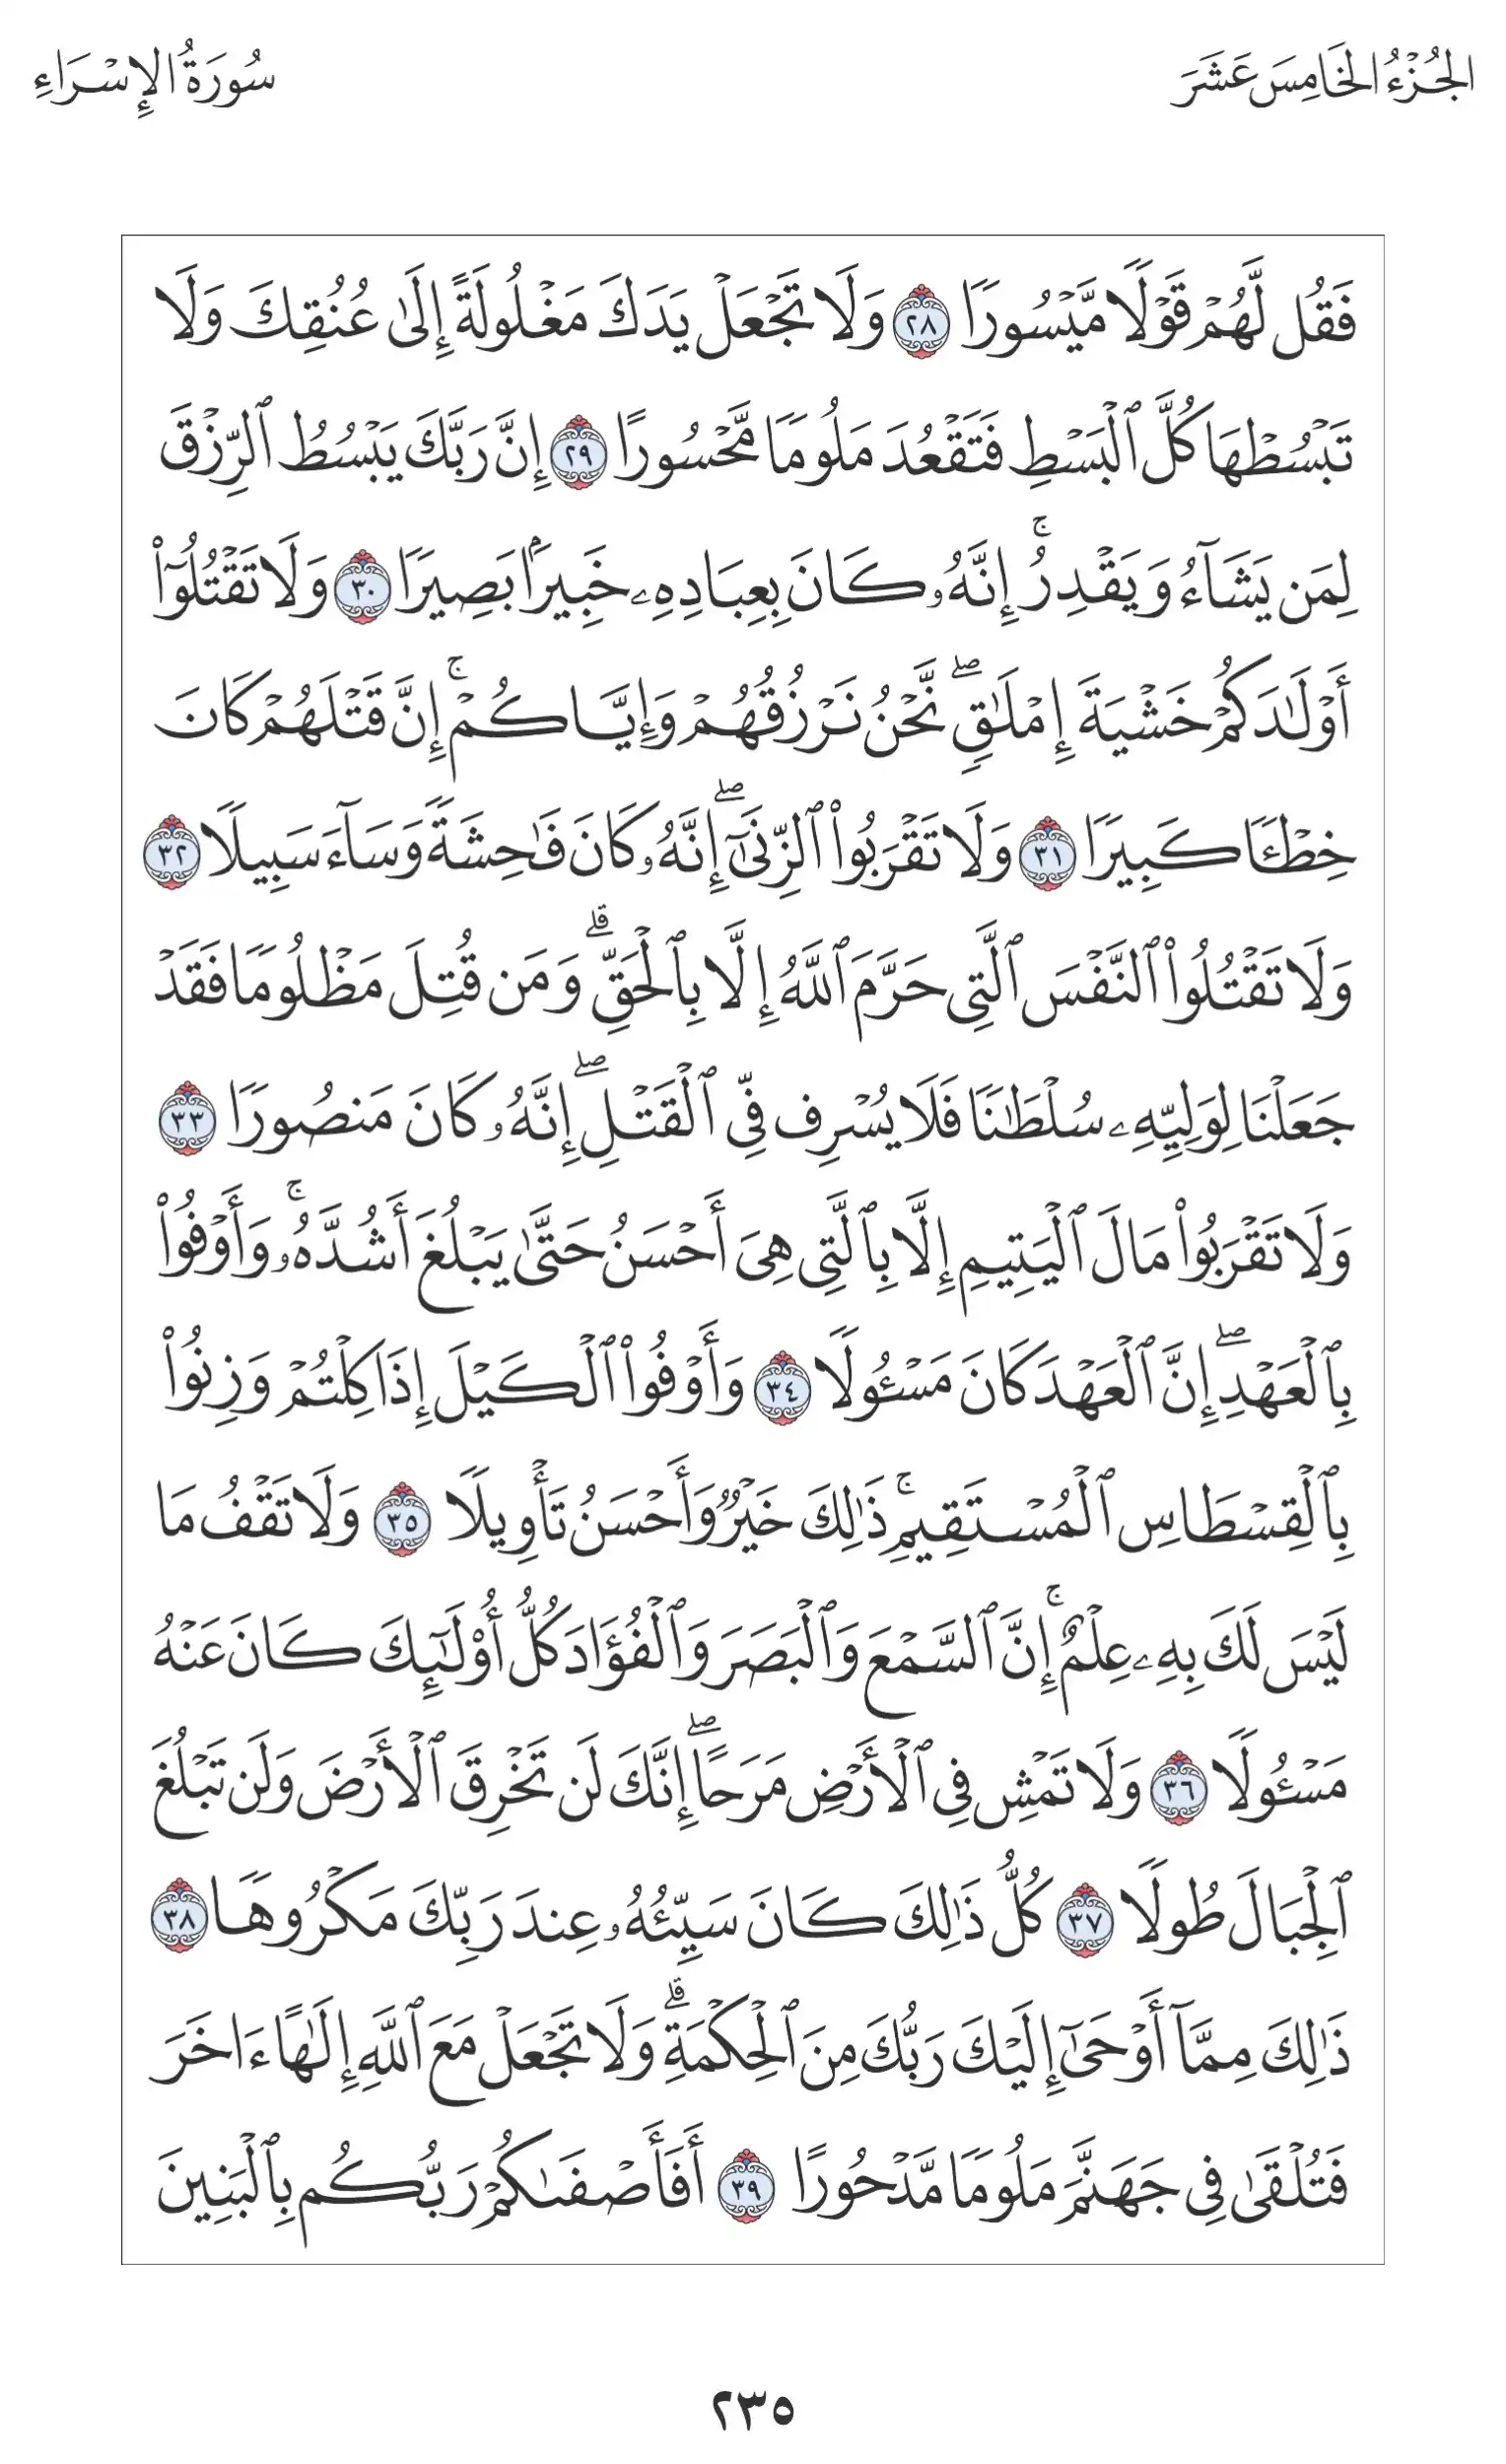 الجُزْءُ الخَامِسَ عَشَرَ
سُورَةُ الإِسْرَاءِ
فَقُل لَّهُمْ قَوْلًا مَّيْسُورًا ٢٨ وَلَا تَجْعَلْ يَدَكَ مَغْلُولَةً إِلَىٰ عُنُقِكَ وَلَا
تَبْسُطْهَا كُلَّ ٱلْبَسْطِ فَتَقْعُدَ مَلُومًا مَّحْسُورًا ٢٩ إِنَّ رَبَّكَ يَبْسُطُ ٱلرِّزْقَ
لِمَن يَشَآءُ وَيَقْدِرُ ۚ إِنَّهُۥ كَانَ بِعِبَادِهِۦ خَبِيرًۢا بَصِيرًا ٣٠ وَلَا تَقْتُلُوٓا۟
أَوْلَـٰدَكُمْ خَشْيَةَ إِمْلَـٰقٍ ۖ نَّحْنُ نَرْزُقُهُمْ وَإِيَّاكُمْ ۚ إِنَّ قَتْلَهُمْ كَانَ
خِطْـًٔا كَبِيرًا ٣١ وَلَا تَقْرَبُوا۟ ٱلزِّنَىٰٓ ۖ إِنَّهُۥ كَانَ فَـٰحِشَةً وَسَآءَ سَبِيلًا ٣٢
وَلَا تَقْتُلُوا۟ ٱلنَّفْسَ ٱلَّتِى حَرَّمَ ٱللَّهُ إِلَّا بِٱلْحَقِّ ۗ وَمَن قُتِلَ مَظْلُومًا فَقَدْ
جَعَلْنَا لِوَلِيِّهِۦ سُلْطَـٰنًا فَلَا يُسْرِف فِّى ٱلْقَتْلِ ۖ إِنَّهُۥ كَانَ مَنصُورًا ٣٣
وَلَا تَقْرَبُوا۟ مَالَ ٱلْيَتِيمِ إِلَّا بِٱلَّتِى هِىَ أَحْسَنُ حَتَّىٰ يَبْلُغَ أَشُدَّهُۥ ۚ وَأَوْفُوا۟
بِٱلْعَهْدِ ۖ إِنَّ ٱلْعَهْدَ كَانَ مَسْـُٔولًا ٣٤ وَأَوْفُوا۟ ٱلْكَيْلَ إِذَا كِلْتُمْ وَزِنُوا۟
بِٱلْقِسْطَاسِ ٱلْمُسْتَقِيمِ ۚ ذَٰلِكَ خَيْرٌ وَأَحْسَنُ تَأْوِيلًا ٣٥ وَلَا تَقْفُ مَا
لَيْسَ لَكَ بِهِۦ عِلْمٌ ۚ إِنَّ ٱلسَّمْعَ وَٱلْبَصَرَ وَٱلْفُؤَادَ كُلُّ أُو۟لَـٰٓئِكَ كَانَ عَنْهُ
مَسْـُٔولًا ٣٦ وَلَا تَمْشِ فِى ٱلْأَرْضِ مَرَحًا ۖ إِنَّكَ لَن تَخْرِقَ ٱلْأَرْضَ وَلَن تَبْلُغَ
ٱلْجِبَالَ طُولًا ٣٧ كُلُّ ذَٰلِكَ كَانَ سَيِّئُهُۥ عِندَ رَبِّكَ مَكْرُوهًا ٣٨
ذَٰلِكَ مِمَّآ أَوْحَىٰٓ إِلَيْكَ رَبُّكَ مِنَ ٱلْحِكْمَةِ ۗ وَلَا تَجْعَلْ مَعَ ٱللَّهِ إِلَـٰهًا ءَاخَرَ
فَتُلْقَىٰ فِى جَهَنَّمَ مَلُومًا مَّدْحُورًا ٣٩ أَفَأَصْفَىٰكُمْ رَبُّكُم بِٱلْبَنِينَ
٢٣٥